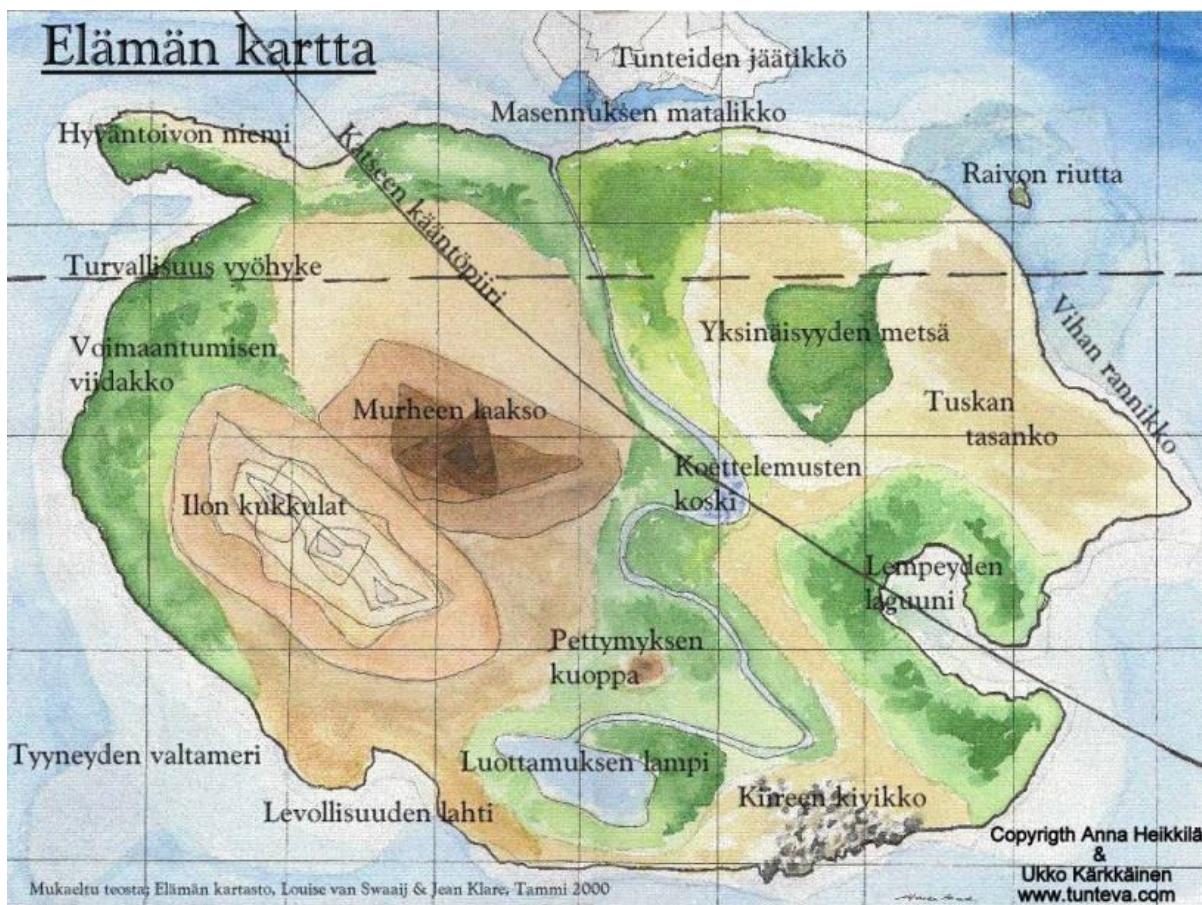 Elämän kartta
Tunteiden jäätikkö
Masennuksen matalikko
Hyväntoivon niemi
Katseen kääntöpiiri
Raivon riutta
Turvallisuus vyöhyke
Vihan rannikko
Yksinäisyyden metsä
Voimaantumisen
viidakko
Murheen laakso
Tuskan
tasanko
Koettelemusten
koski
Ilon kukkulat
Lempeyden
laguuni
Pettymyksen
kuoppa
Tyyneyden valtameri
Luottamuksen lampi
Levollisuuden lahti
Kiireen kivikko
Copyrigth Anna Heikkilä
&
Ukko Kärkkäinen
www.tunteva.com
Mukaeltu teosta; Elämän kartasto, Louise van Swaaij & Jean Klare, Tammi 2000